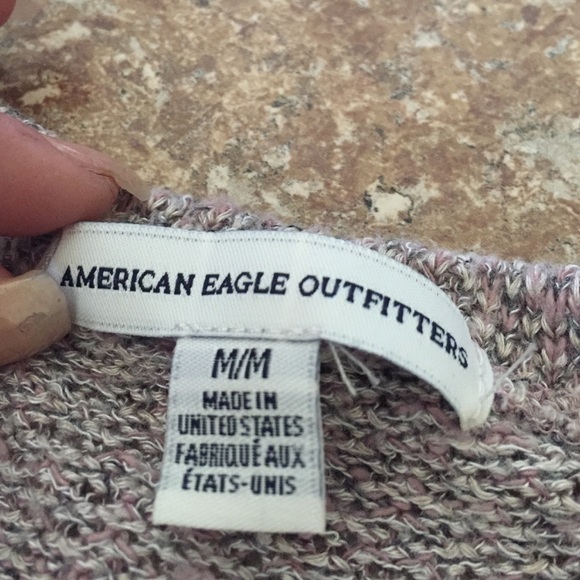 AMERICAN EAGLE OUTFITTERS
M/M
MADE IN
UNITED STATES
FABRIQUÉ AUX
ÉTATS-UNIS